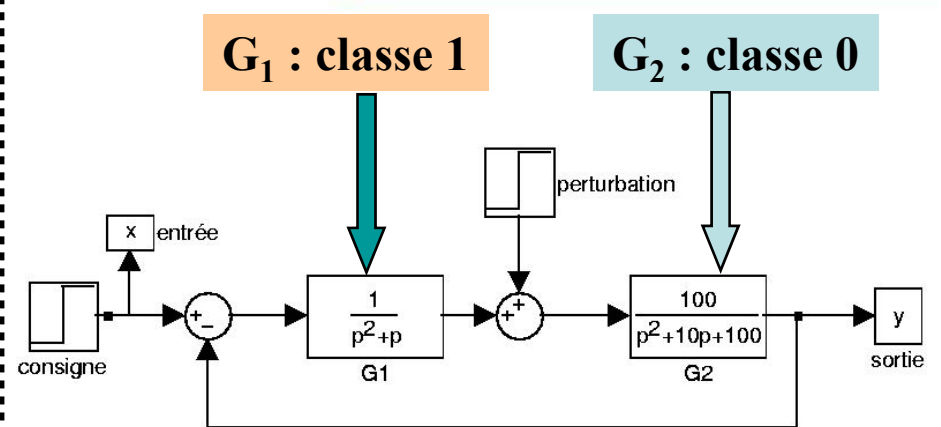 G₁ : classe 1
G₂ : classe 0
perturbation
x entrée
+
−
1
p²+p
G1
+
+
100
p²+10p+100
G2
y
sortie
consigne